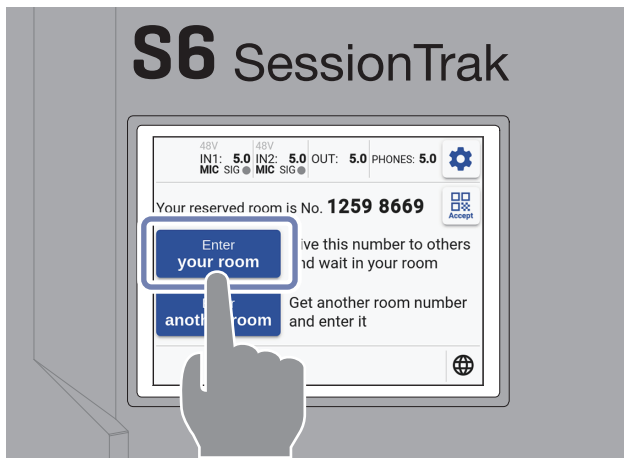 S6 SessionTrak
48V 48V
IN1: 5.0 IN2: 5.0 OUT: 5.0 PHONES: 5.0
MIC SIG MIC SIG
Your reserved room is No. 1259 8669
Accept
Enter
your room
ive this number to others
nd wait in your room
anoth room
Get another room number
and enter it